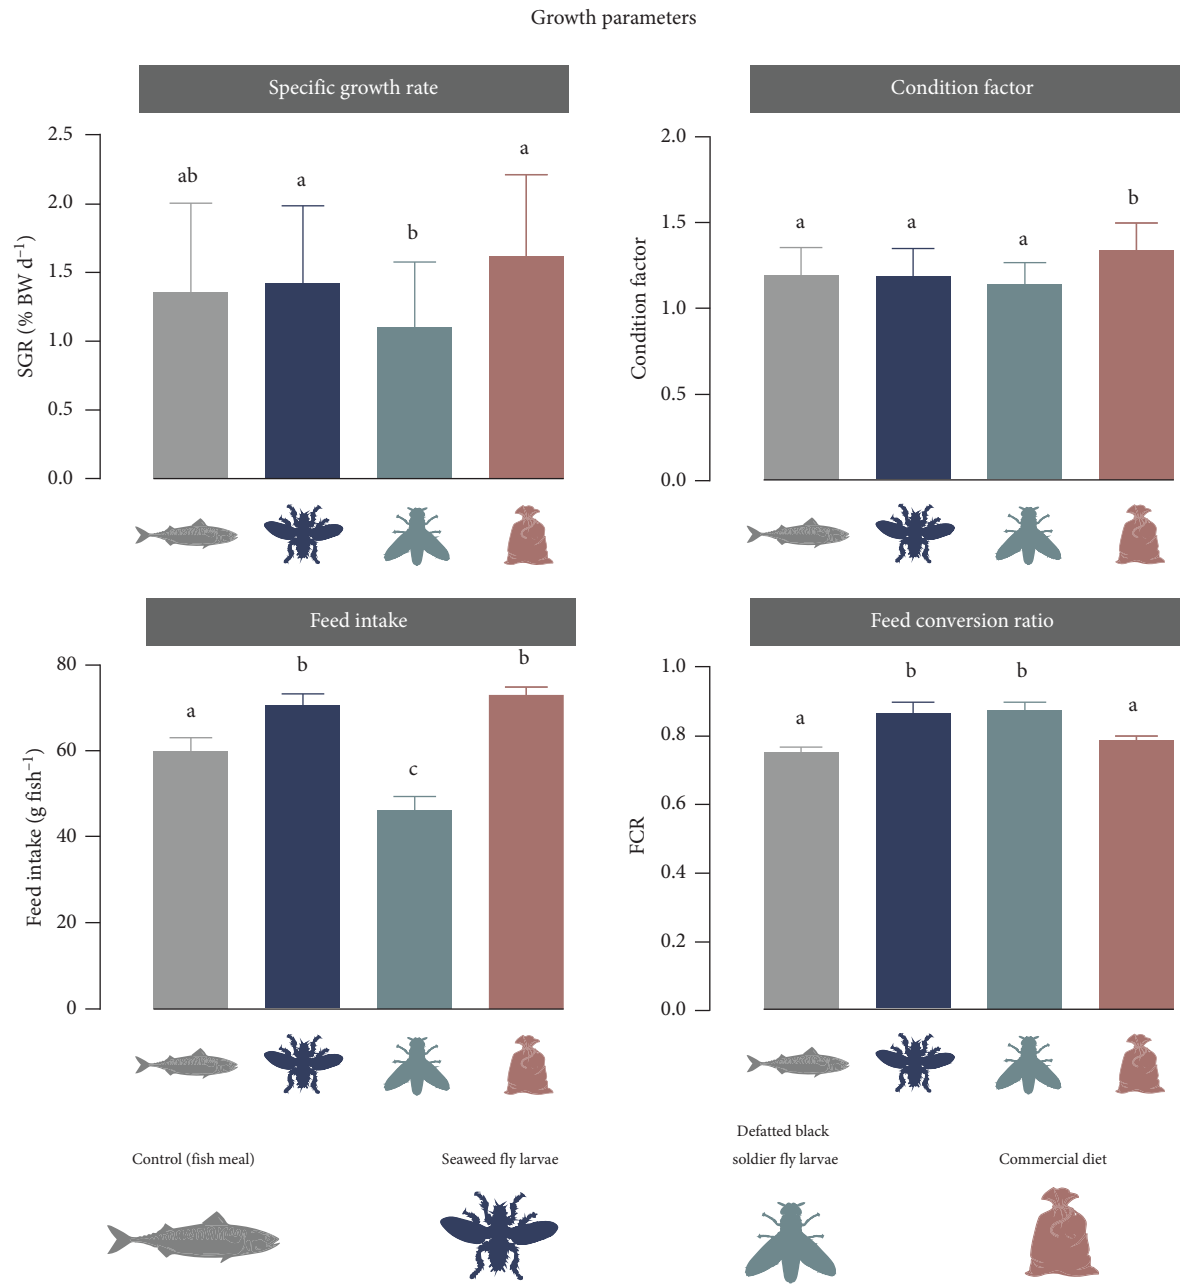 Growth parameters
Specific growth rate
SGR (% BW d⁻¹)
2.5
2.0
1.5
1.0
0.5
0.0
ab
a
b
a
Condition factor
Condition factor
2.0
1.5
1.0
0.5
0.0
a
a
a
b
Feed intake
Feed intake (g fish⁻¹)
80
60
40
20
0
a
b
c
b
Feed conversion ratio
FCR
1.0
0.8
0.6
0.4
0.2
0.0
a
b
b
a
Control (fish meal)
Seaweed fly larvae
Defatted black
soldier fly larvae
Commercial diet